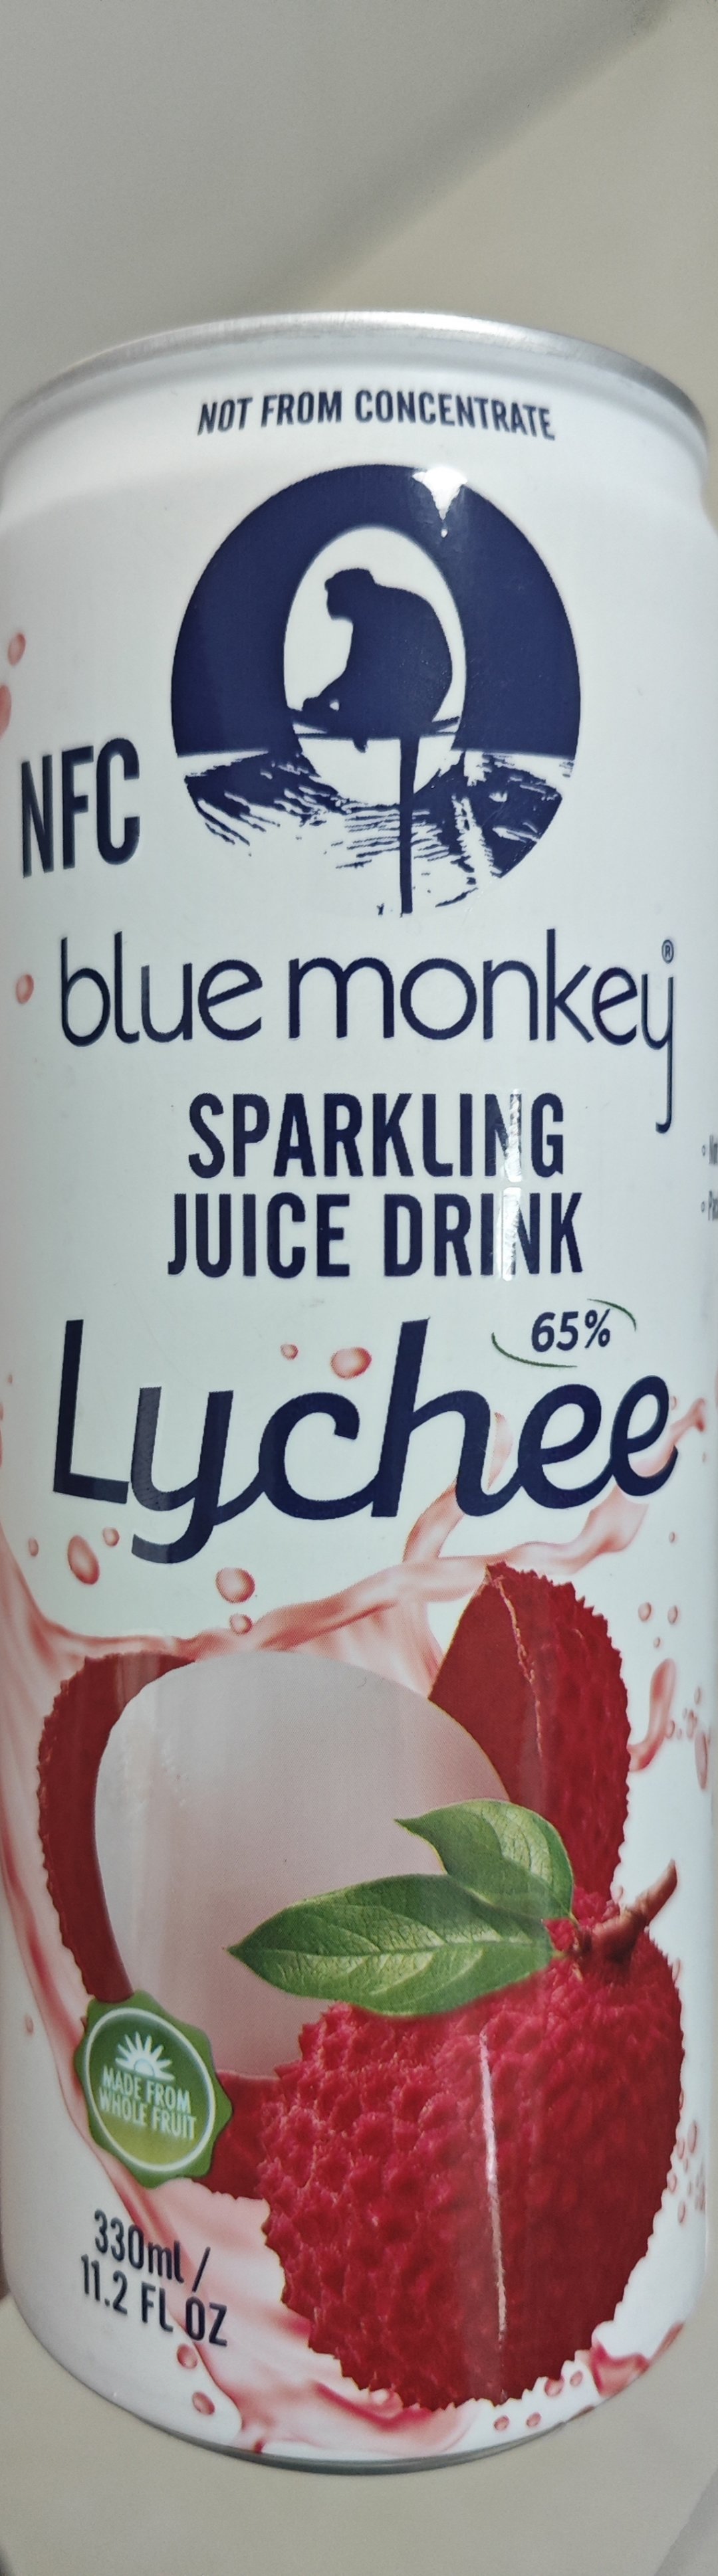 NOT FROM CONCENTRATE
NFC
blue monkey®
SPARKLING
JUICE DRINK
65%
Lychee
MADE FROM
WHOLE FRUIT
330ml /
11.2 FL OZ